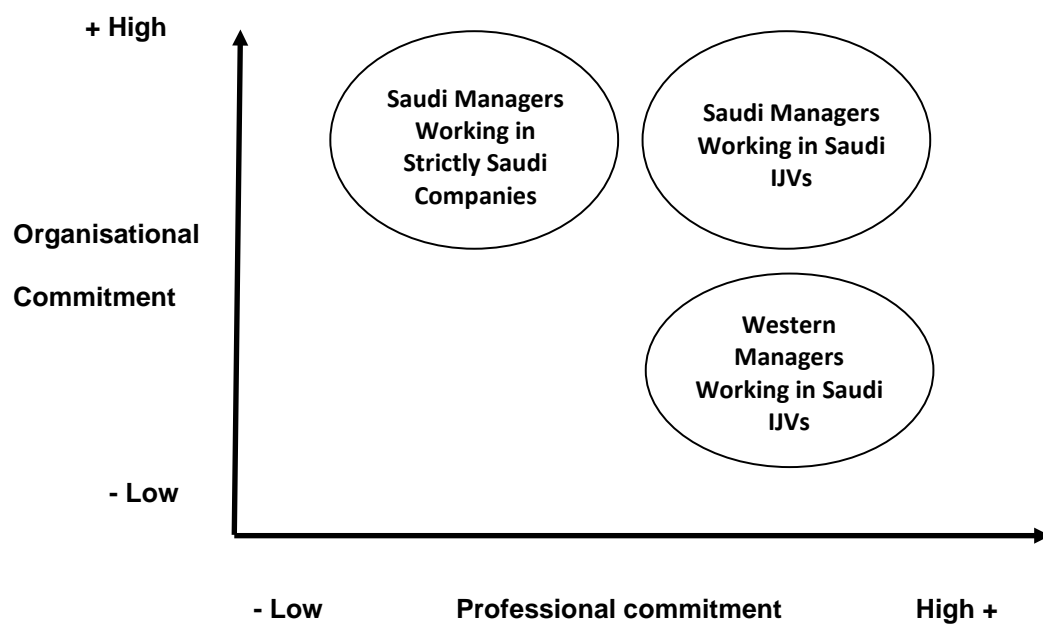 + High
Saudi Managers
Working in
Strictly Saudi
Companies
Saudi Managers
Working in Saudi
IJVs
Organisational
Commitment
Western
Managers
Working in Saudi
IJVs
- Low
- Low Professional commitment High +